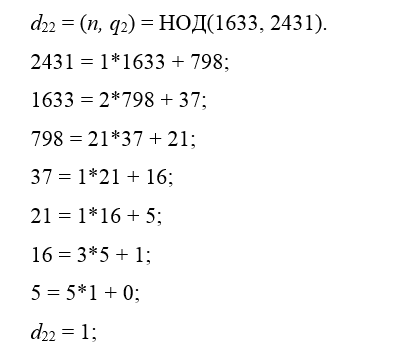 d22 = (n, q2) = НОД(1633, 2431).
2431 = 1*1633 + 798;
1633 = 2*798 + 37;
798 = 21*37 + 21;
37 = 1*21 + 16;
21 = 1*16 + 5;
16 = 3*5 + 1;
5 = 5*1 + 0;
d22 = 1;